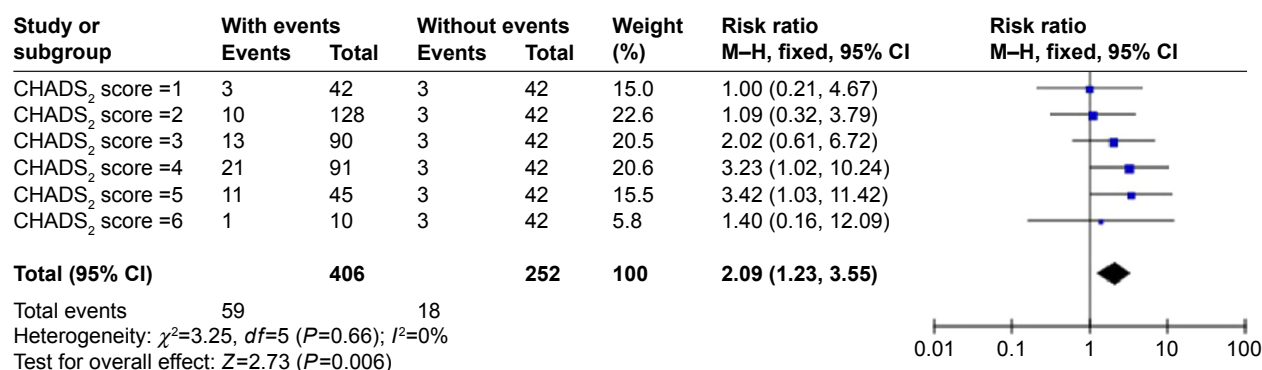 Study or subgroup With events Without events Weight (%) Risk ratio M–H, fixed, 95% CI Risk ratio M–H, fixed, 95% CI
Events Total Events Total
CHADS₂ score =1 3 42 3 42 15.0 1.00 (0.21, 4.67)
CHADS₂ score =2 10 128 3 42 22.6 1.09 (0.32, 3.79)
CHADS₂ score =3 13 90 3 42 20.5 2.02 (0.61, 6.72)
CHADS₂ score =4 21 91 3 42 20.6 3.23 (1.02, 10.24)
CHADS₂ score =5 11 45 3 42 15.5 3.42 (1.03, 11.42)
CHADS₂ score =6 1 10 3 42 5.8 1.40 (0.16, 12.09)
Total (95% CI) 406 252 100 2.09 (1.23, 3.55)
Total events 59 18
Heterogeneity: χ²=3.25, df=5 (P=0.66); I²=0%
Test for overall effect: Z=2.73 (P=0.006)
0.01 0.1 1 10 100